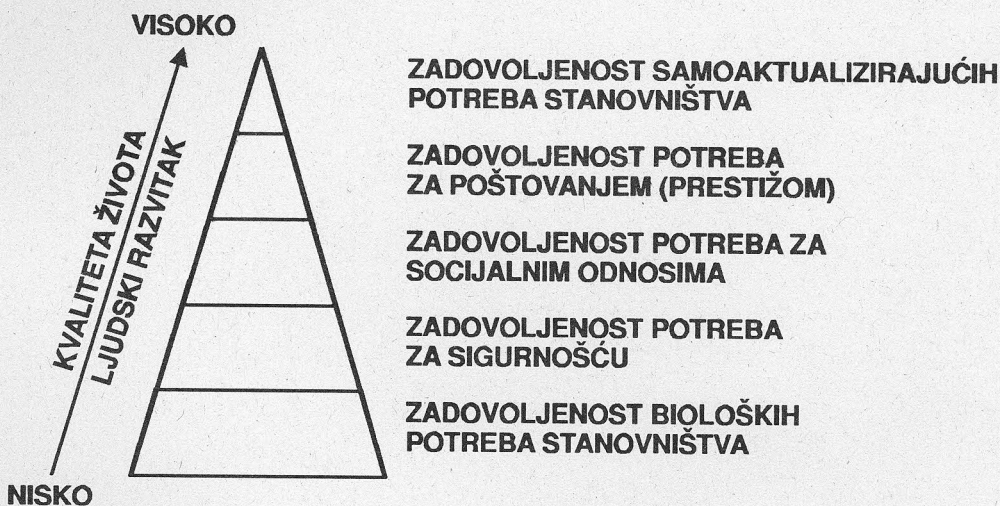 VISOKO
KVALITETA ŽIVOTA
LJUDSKI RAZVITAK
NISKO
ZADOVOLJENOST SAMOAKTUALIZIRAJUĆIH
POTREBA STANOVNIŠTVA
ZADOVOLJENOST POTREBA
ZA POŠTOVANJEM (PRESTIŽOM)
ZADOVOLJENOST POTREBA ZA
SOCIJALNIM ODNOSIMA
ZADOVOLJENOST POTREBA
ZA SIGURNOŠĆU
ZADOVOLJENOST BIOLOŠKIH
POTREBA STANOVNIŠTVA